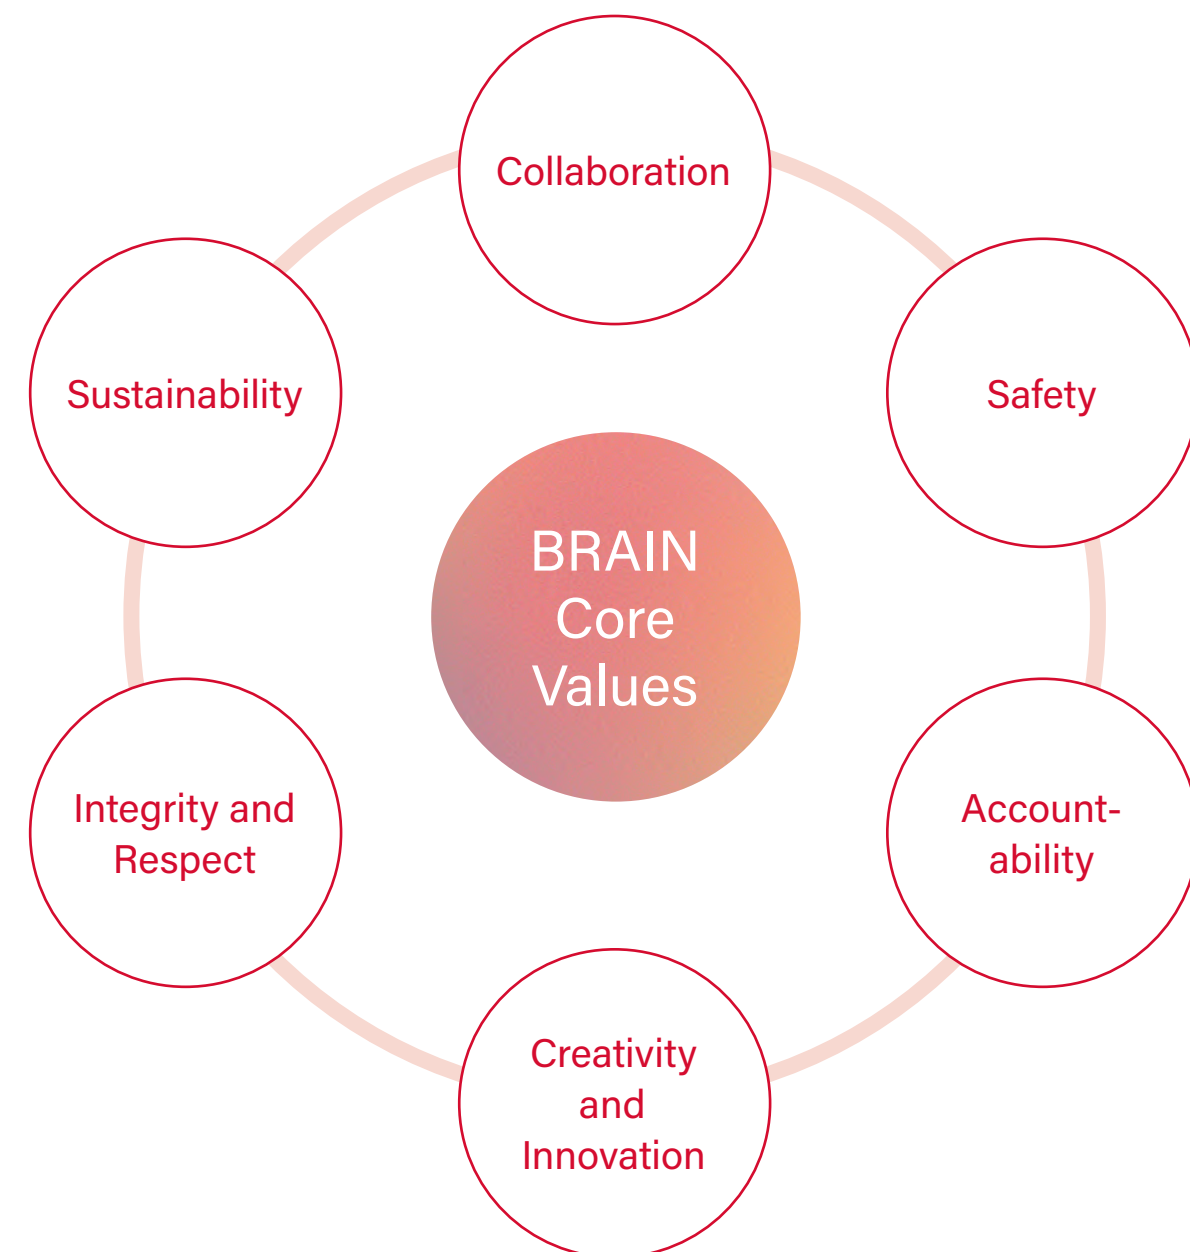 Collaboration
Sustainability
Safety
BRAIN
Core
Values
Integrity and
Respect
Account-
ability
Creativity
and
Innovation